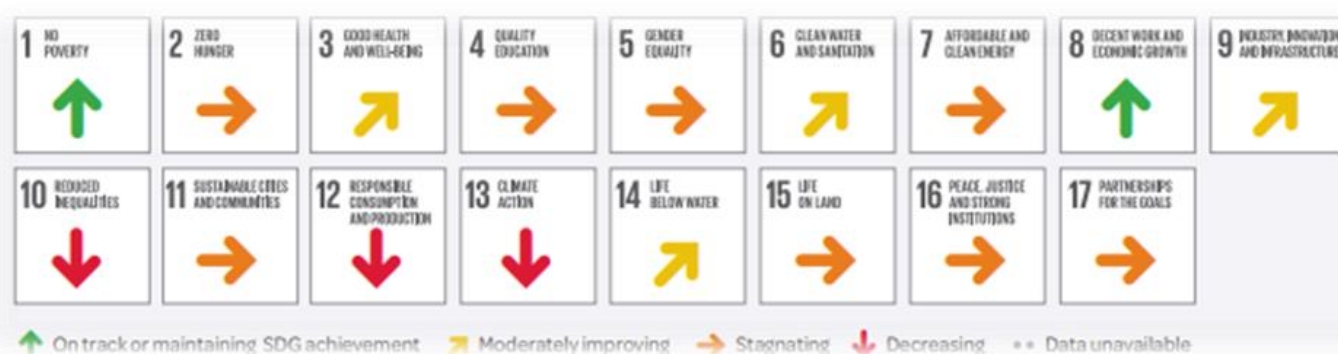 1 NO
POVERTY
2 ZERO
HUNGER
3 GOOD HEALTH
AND WELL-BEING
4 QUALITY
EDUCATION
5 GENDER
EQUALITY
6 CLEAN WATER
AND SANITATION
7 AFFORDABLE AND
CLEAN ENERGY
8 DECENT WORK AND
ECONOMIC GROWTH
9 INDUSTRY, INNOVATION
AND INFRASTRUCTURE
10 REDUCED
INEQUALITIES
11 SUSTAINABLE CITIES
AND COMMUNITIES
12 RESPONSIBLE
CONSUMPTION
AND PRODUCTION
13 CLIMATE
ACTION
14 LIFE
BELOW WATER
15 LIFE
ON LAND
16 PEACE, JUSTICE
AND STRONG
INSTITUTIONS
17 PARTNERSHIPS
FOR THE GOALS
On track or maintaining SDG achievement Moderately improving Stagnating Decreasing Data unavailable